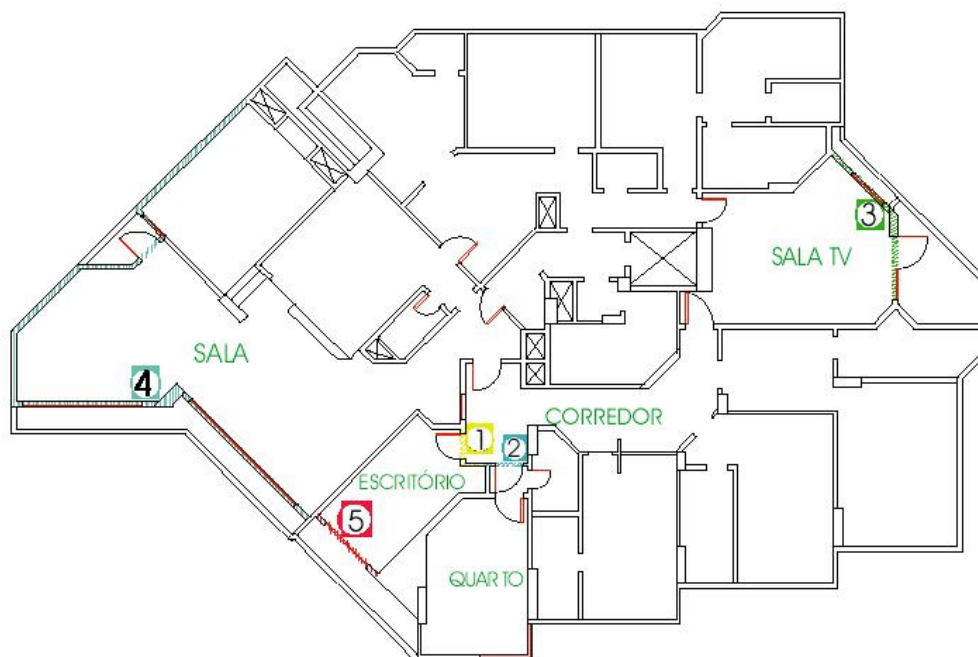 3
SALA TV
SALA
4
CORREDOR
1
2
ESCRITÓRIO
5
QUARTO